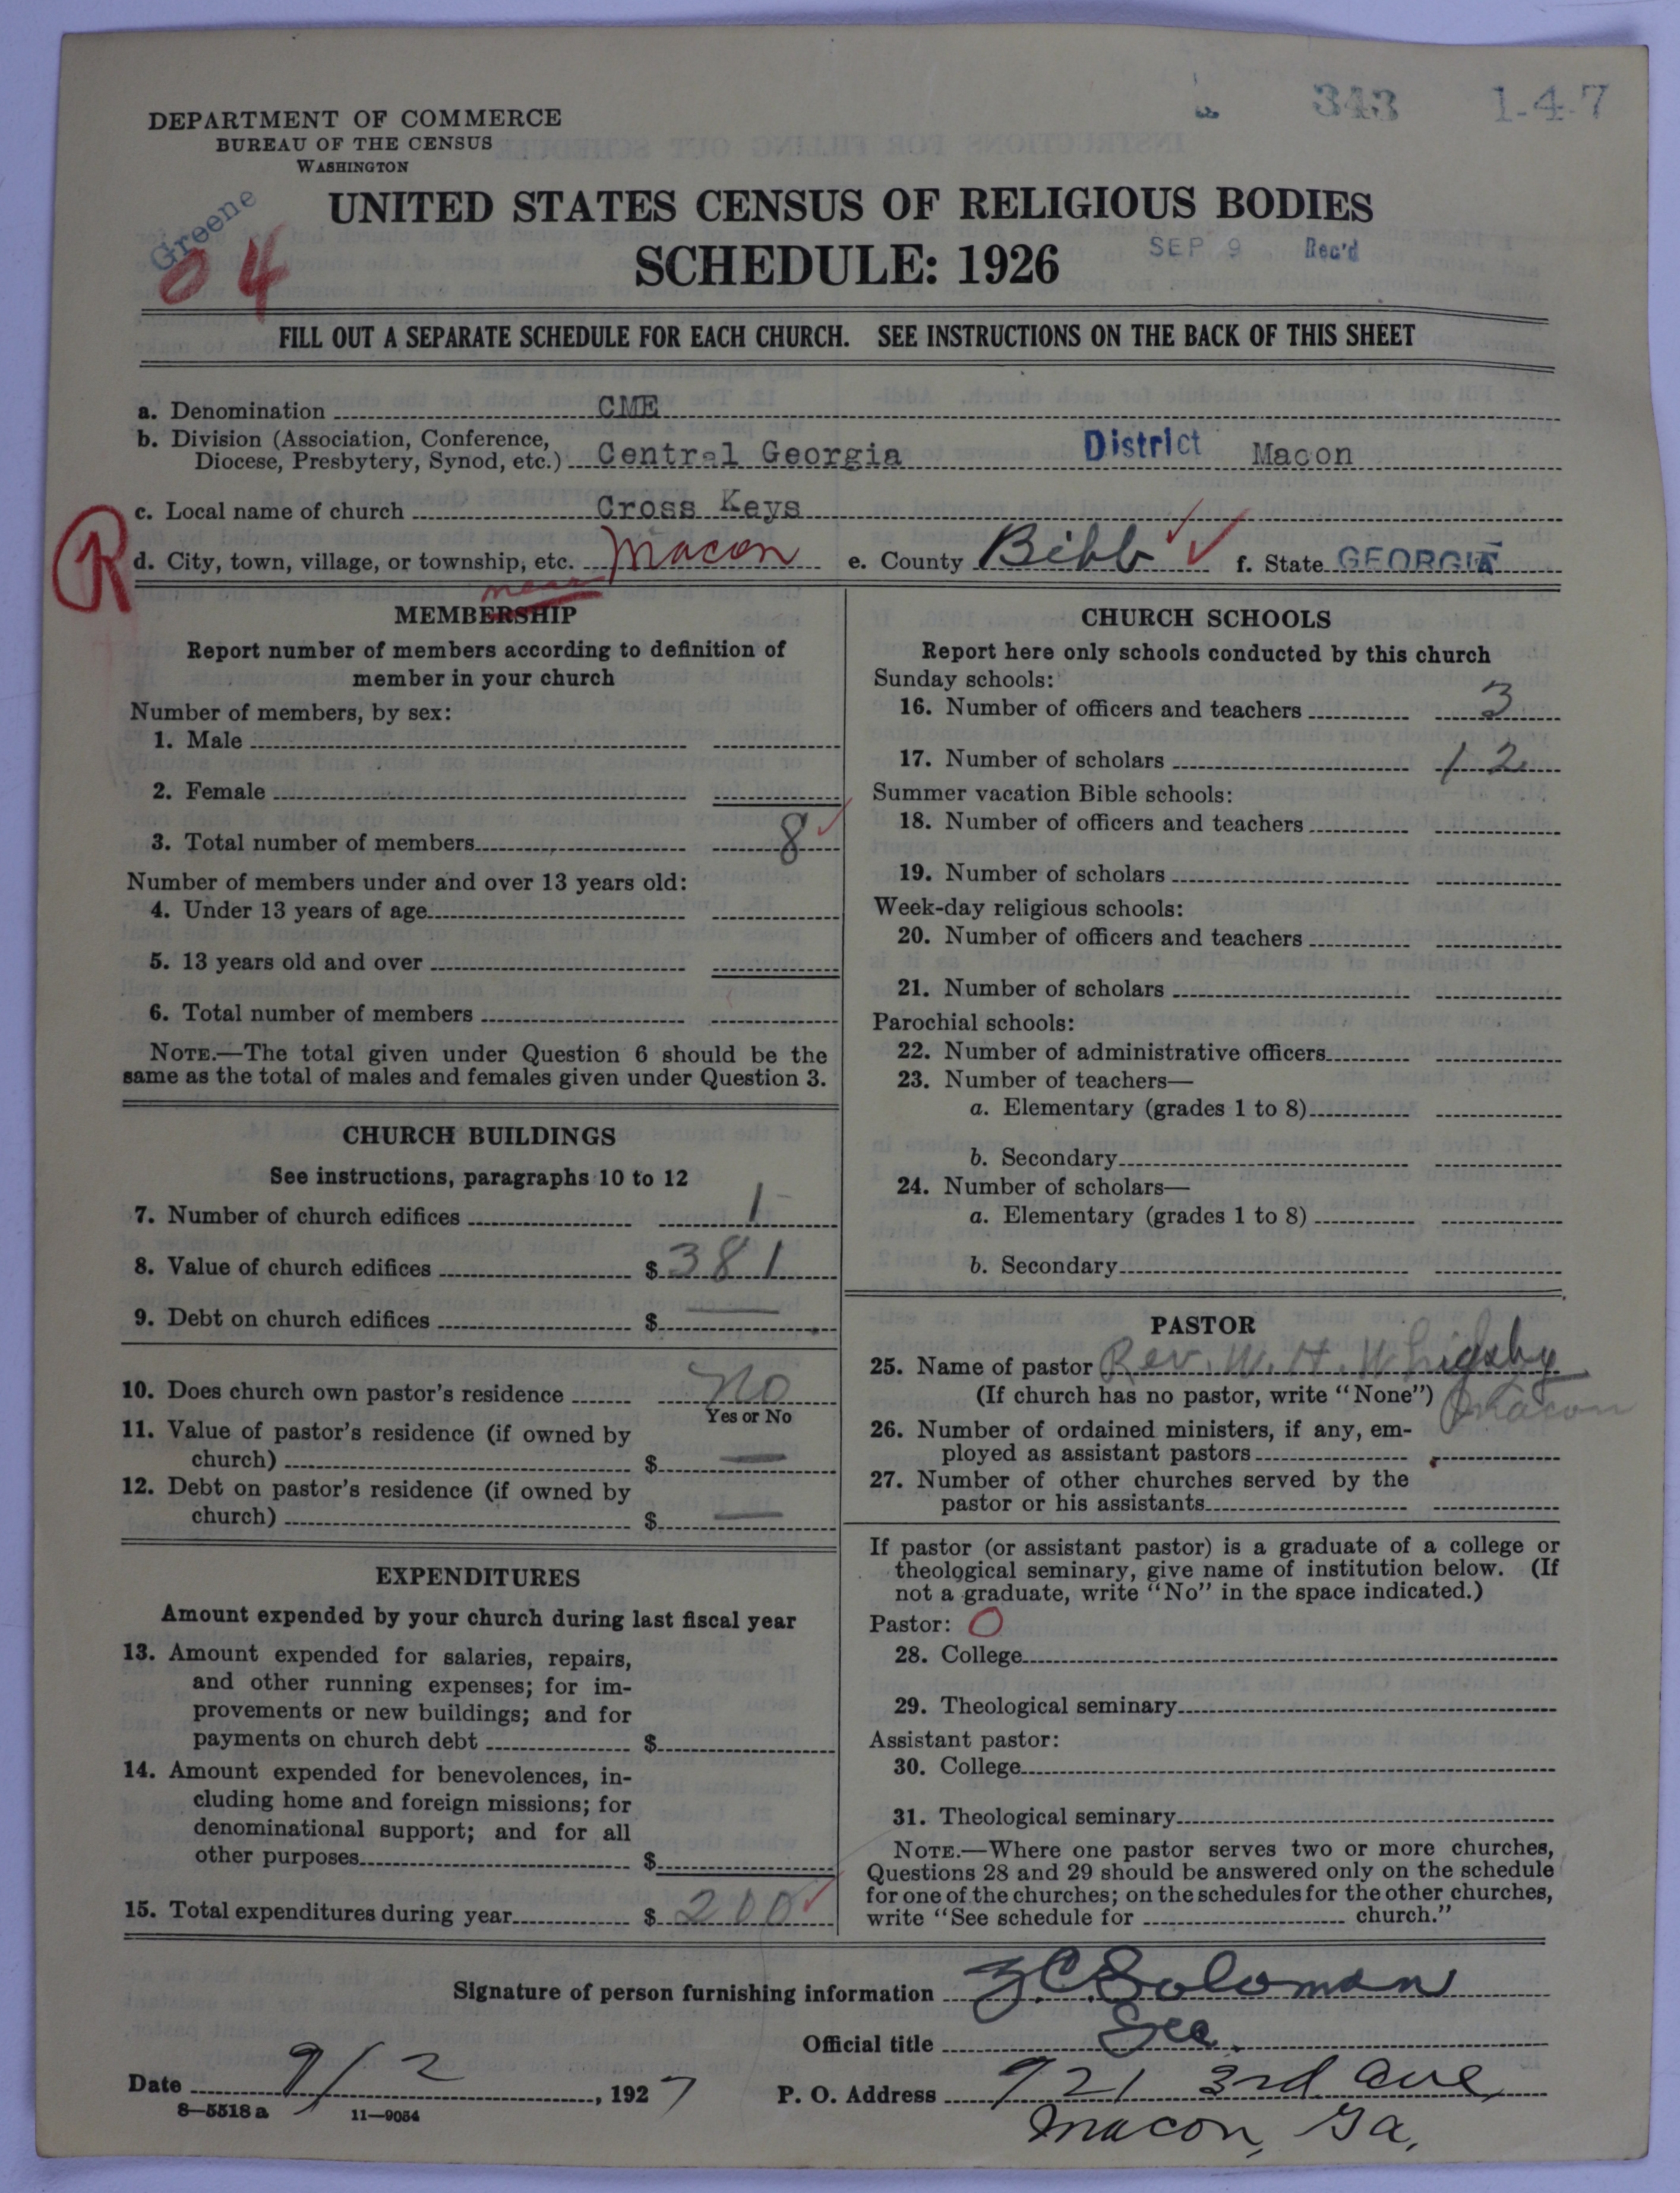 343 1-4-7
DEPARTMENT OF COMMERCE
BUREAU OF THE CENSUS
WASHINGTON
Greene
04
UNITED STATES CENSUS OF RELIGIOUS BODIES
SCHEDULE: 1926
SEP 9 Rec'd
FILL OUT A SEPARATE SCHEDULE FOR EACH CHURCH. SEE INSTRUCTIONS ON THE BACK OF THIS SHEET
a. Denomination CME
b. Division (Association, Conference,
Diocese, Presbytery, Synod, etc.) Central Georgia District Macon
c. Local name of church Cross Keys
R
d. City, town, village, or township, etc. Macon e. County Bibb f. State GEORGIA
near
MEMBERSHIP
Report number of members according to definition of
member in your church
Number of members, by sex:
1. Male
2. Female
3. Total number of members 8
Number of members under and over 13 years old:
4. Under 13 years of age
5. 13 years old and over
6. Total number of members
NOTE.—The total given under Question 6 should be the
same as the total of males and females given under Question 3.
CHURCH BUILDINGS
See instructions, paragraphs 10 to 12
7. Number of church edifices 1
8. Value of church edifices $ 381
9. Debt on church edifices $ —
10. Does church own pastor's residence No
Yes or No
11. Value of pastor's residence (if owned by
church) $ —
12. Debt on pastor's residence (if owned by
church) $ —
EXPENDITURES
Amount expended by your church during last fiscal year
13. Amount expended for salaries, repairs,
and other running expenses; for im-
provements or new buildings; and for
payments on church debt $
14. Amount expended for benevolences, in-
cluding home and foreign missions; for
denominational support; and for all
other purposes $
15. Total expenditures during year $ 200
CHURCH SCHOOLS
Report here only schools conducted by this church
Sunday schools:
16. Number of officers and teachers 3
17. Number of scholars 12
Summer vacation Bible schools:
18. Number of officers and teachers
19. Number of scholars
Week-day religious schools:
20. Number of officers and teachers
21. Number of scholars
Parochial schools:
22. Number of administrative officers
23. Number of teachers—
a. Elementary (grades 1 to 8)
b. Secondary
24. Number of scholars—
a. Elementary (grades 1 to 8)
b. Secondary
PASTOR
25. Name of pastor Rev. W. H. Whigsby
(If church has no pastor, write "None") Macon
26. Number of ordained ministers, if any, em-
ployed as assistant pastors
27. Number of other churches served by the
pastor or his assistants
If pastor (or assistant pastor) is a graduate of a college or
theological seminary, give name of institution below. (If
not a graduate, write "No" in the space indicated.)
Pastor: O
28. College
29. Theological seminary
Assistant pastor:
30. College
31. Theological seminary
NOTE.—Where one pastor serves two or more churches,
Questions 28 and 29 should be answered only on the schedule
for one of the churches; on the schedules for the other churches,
write "See schedule for church."
Signature of person furnishing information Z.C. Soloman
Official title Sec.
Date 9/2, 1927 P. O. Address 921 3rd ave,
8—5518 a 11—9054
Macon, Ga.